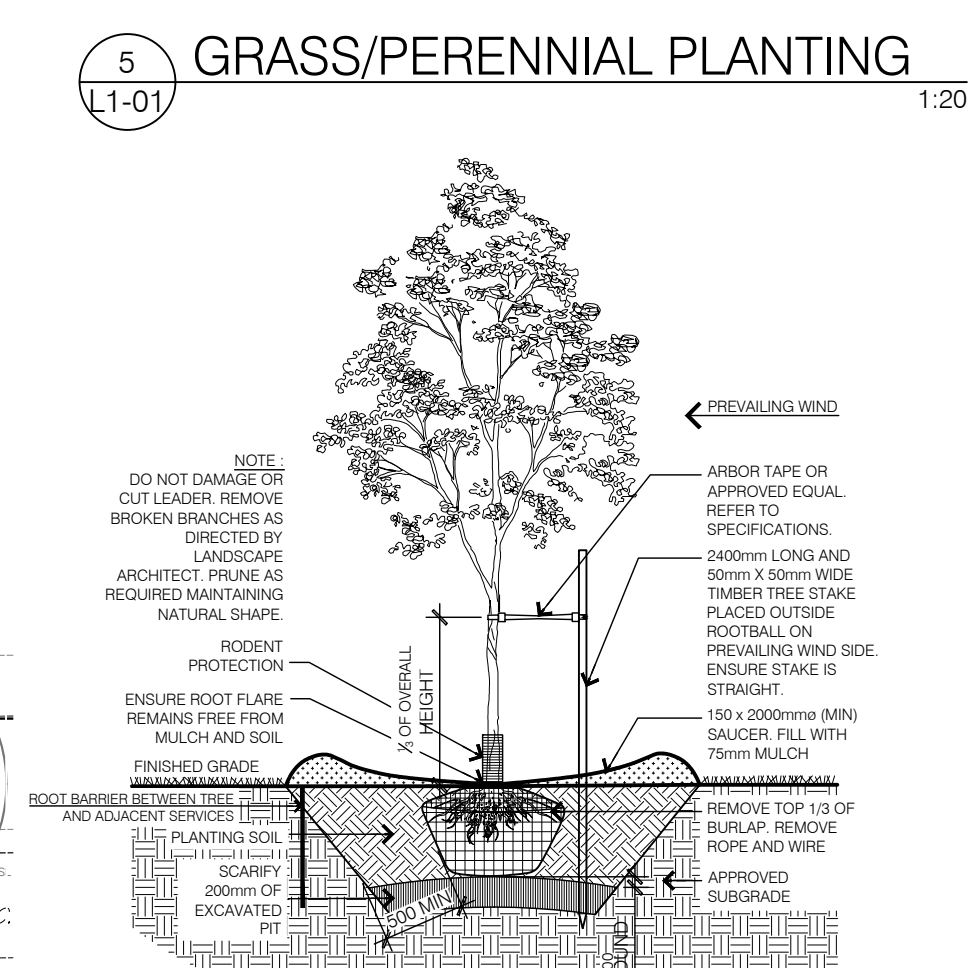 5
L1-01
GRASS/PERENNIAL PLANTING
1:20
NOTE :
DO NOT DAMAGE OR
CUT LEADER. REMOVE
BROKEN BRANCHES AS
DIRECTED BY
LANDSCAPE
ARCHITECT. PRUNE AS
REQUIRED MAINTAINING
NATURAL SHAPE.
RODENT
PROTECTION
ENSURE ROOT FLARE
REMAINS FREE FROM
MULCH AND SOIL
FINISHED GRADE
ROOT BARRIER BETWEEN TREE
AND ADJACENT SERVICES
PLANTING SOIL
SCARIFY
200mm OF
EXCAVATED
PIT
⅓ OF OVERALL
HEIGHT
500 MIN
PREVAILING WIND
ARBOR TAPE OR
APPROVED EQUAL.
REFER TO
SPECIFICATIONS.
2400mm LONG AND
50mm X 50mm WIDE
TIMBER TREE STAKE
PLACED OUTSIDE
ROOTBALL ON
PREVAILING WIND SIDE.
ENSURE STAKE IS
STRAIGHT.
150 x 2000mmø (MIN)
SAUCER. FILL WITH
75mm MULCH
REMOVE TOP 1/3 OF
BURLAP. REMOVE
ROPE AND WIRE
APPROVED
SUBGRADE